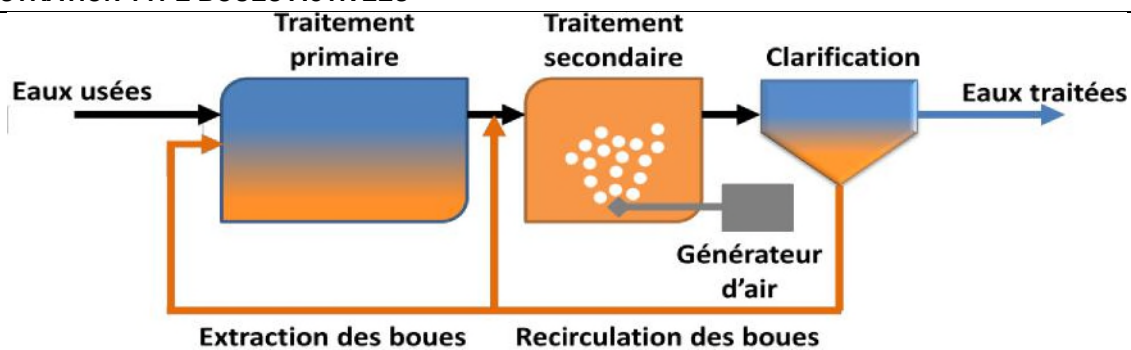 Traitement
primaire
Traitement
secondaire
Clarification
Eaux usées
Eaux traitées
Générateur
d'air
Extraction des boues
Recirculation des boues